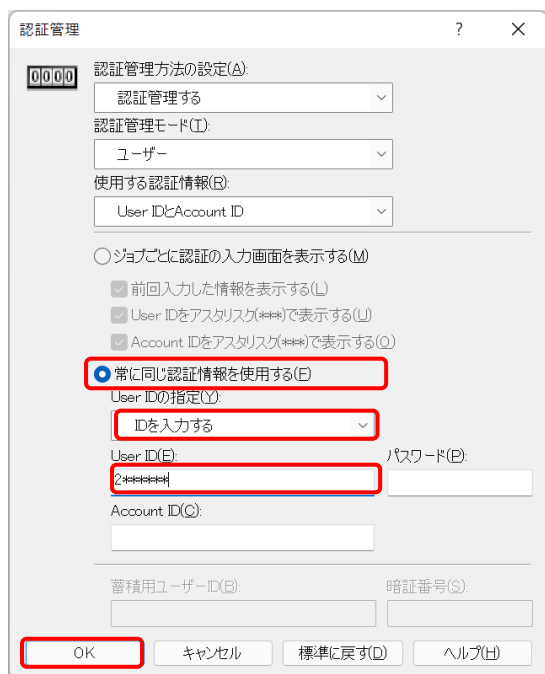 認証管理
?
0000
認証管理方法の設定(A):
認証管理する
認証管理モード(T):
ユーザー
使用する認証情報(R):
User IDとAccount ID
ジョブごとに認証の入力画面を表示する(M)
前回入力した情報を表示する(L)
User IDをアスタリスク(***)で表示する(U)
Account IDをアスタリスク(***)で表示する(O)
常に同じ認証情報を使用する(F)
User IDの指定(Y):
IDを入力する
User ID(E): パスワード(P):
2*******
Account ID(C):
蓄積用ユーザーID(B): 暗証番号(S):
OK キャンセル 標準に戻す(D) ヘルプ(H)